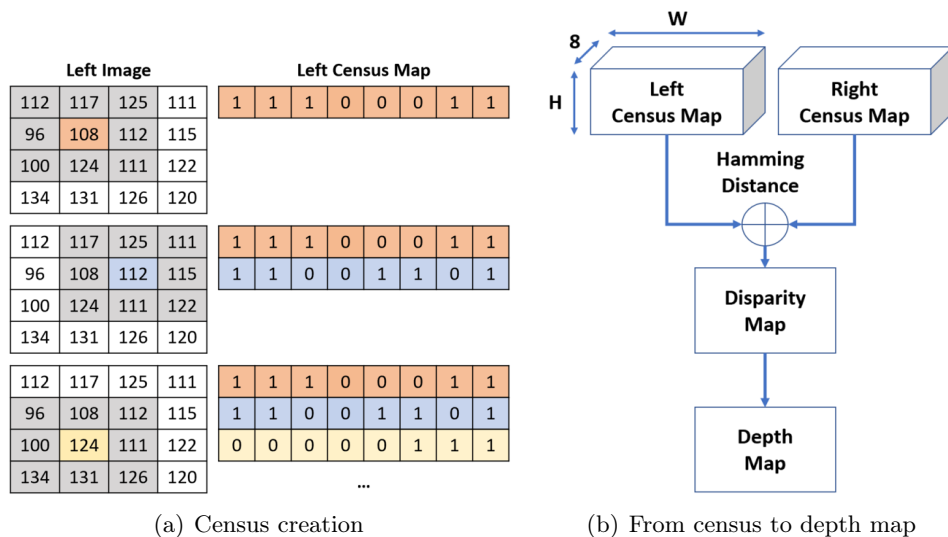 Left Image
Left Census Map
112 117 125 111
96 108 112 115
100 124 111 122
134 131 126 120
1 1 1 0 0 0 1 1
112 117 125 111
96 108 112 115
100 124 111 122
134 131 126 120
1 1 1 0 0 0 1 1
1 1 0 0 1 1 0 1
112 117 125 111
96 108 112 115
100 124 111 122
134 131 126 120
1 1 1 0 0 0 1 1
1 1 0 0 1 1 0 1
0 0 0 0 0 1 1 1
...
(a) Census creation
W
8
H
Left
Census Map
Right
Census Map
Hamming
Distance
Disparity
Map
Depth
Map
(b) From census to depth map